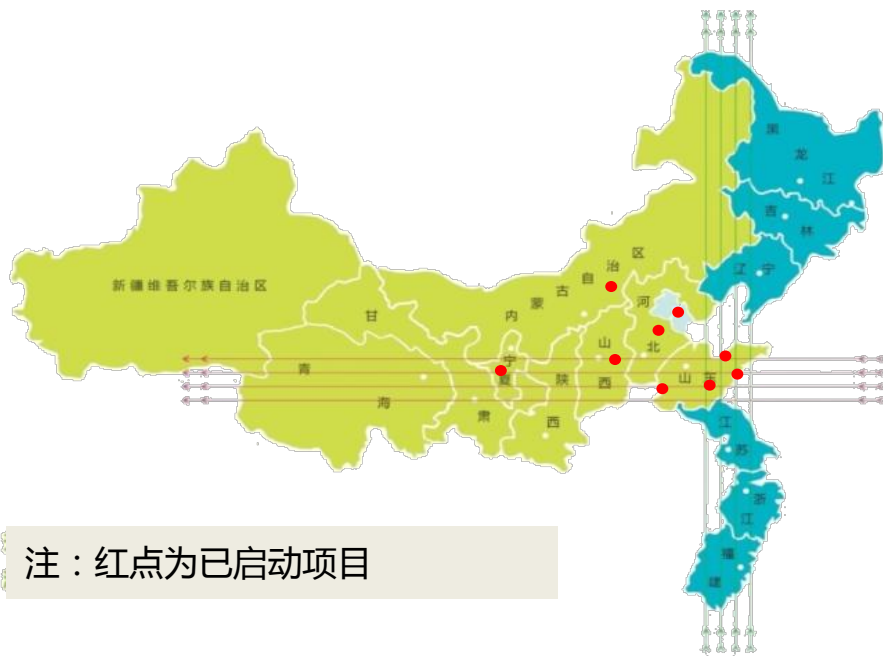 黑龙江
吉林
辽宁
内蒙古自治区
新疆维吾尔族自治区
甘肃
青海
宁夏
陕西
山西
河北
山东
江苏
浙江
福建
注：红点为已启动项目